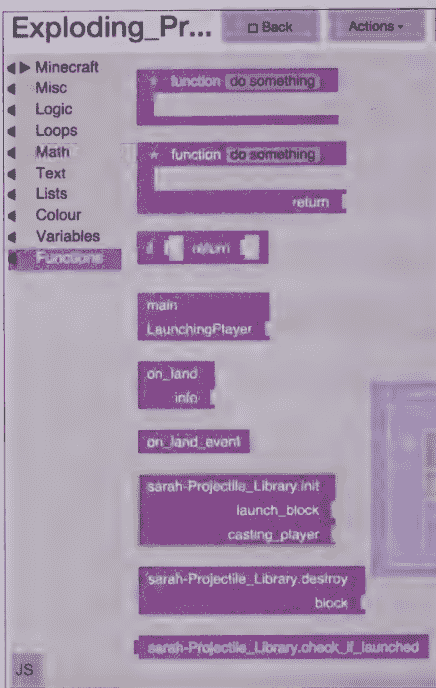 Exploding_Pr...
Back
Actions
Minecraft
Misc
Logic
Loops
Math
Text
Lists
Colour
Variables
Functions
function do something
function do something
return
if return
main
LaunchingPlayer
on_land
info
on_land_event
sarah-Projectile_Library.init
launch_block
casting_player
sarah-Projectile_Library.destroy
block
sarah-Projectile_Library.check_if_launched
JS